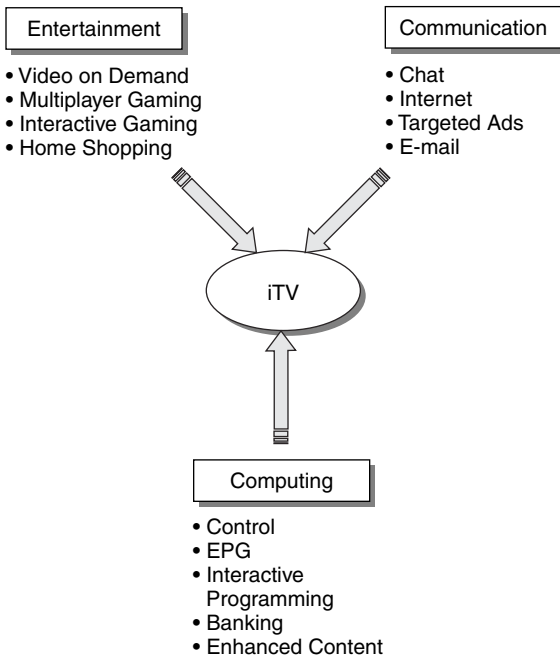 Entertainment
• Video on Demand
• Multiplayer Gaming
• Interactive Gaming
• Home Shopping
Communication
• Chat
• Internet
• Targeted Ads
• E-mail
iTV
Computing
• Control
• EPG
• Interactive
Programming
• Banking
• Enhanced Content